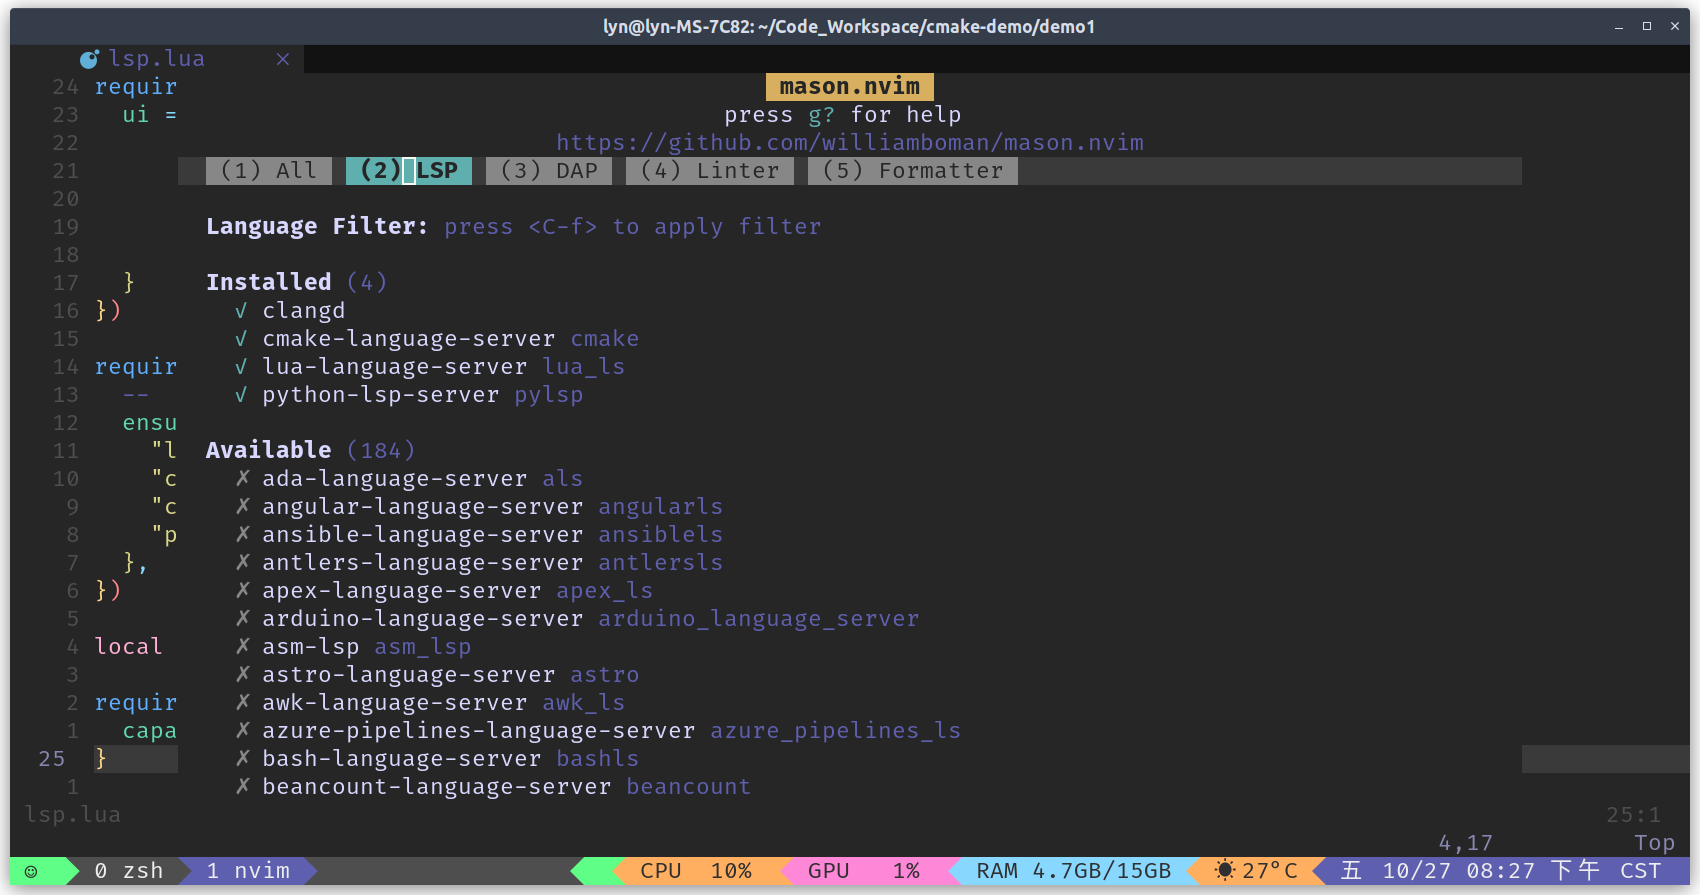 lyn@lyn-MS-7C82: ~/Code_Workspace/cmake-demo/demo1
lsp.lua ×
24 requir mason.nvim
23 ui = press g? for help
22 https://github.com/williamboman/mason.nvim
21 (1) All (2) LSP (3) DAP (4) Linter (5) Formatter
20
19 Language Filter: press <C-f> to apply filter
18
17 } Installed (4)
16 }) √ clangd
15 √ cmake-language-server cmake
14 requir √ lua-language-server lua_ls
13 -- √ python-lsp-server pylsp
12 ensu
11 "l Available (184)
10 "c ✗ ada-language-server als
9 "c ✗ angular-language-server angularls
8 "p ✗ ansible-language-server ansiblels
7 }, ✗ antlers-language-server antlersls
6 }) ✗ apex-language-server apex_ls
5 ✗ arduino-language-server arduino_language_server
4 local ✗ asm-lsp asm_lsp
3 ✗ astro-language-server astro
2 requir ✗ awk-language-server awk_ls
1 capa ✗ azure-pipelines-language-server azure_pipelines_ls
25 } ✗ bash-language-server bashls
1 ✗ beancount-language-server beancount
lsp.lua 25:1
4,17 Top
☺ 0 zsh 1 nvim CPU 10% GPU 1% RAM 4.7GB/15GB ☀27°C 五 10/27 08:27 下午 CST